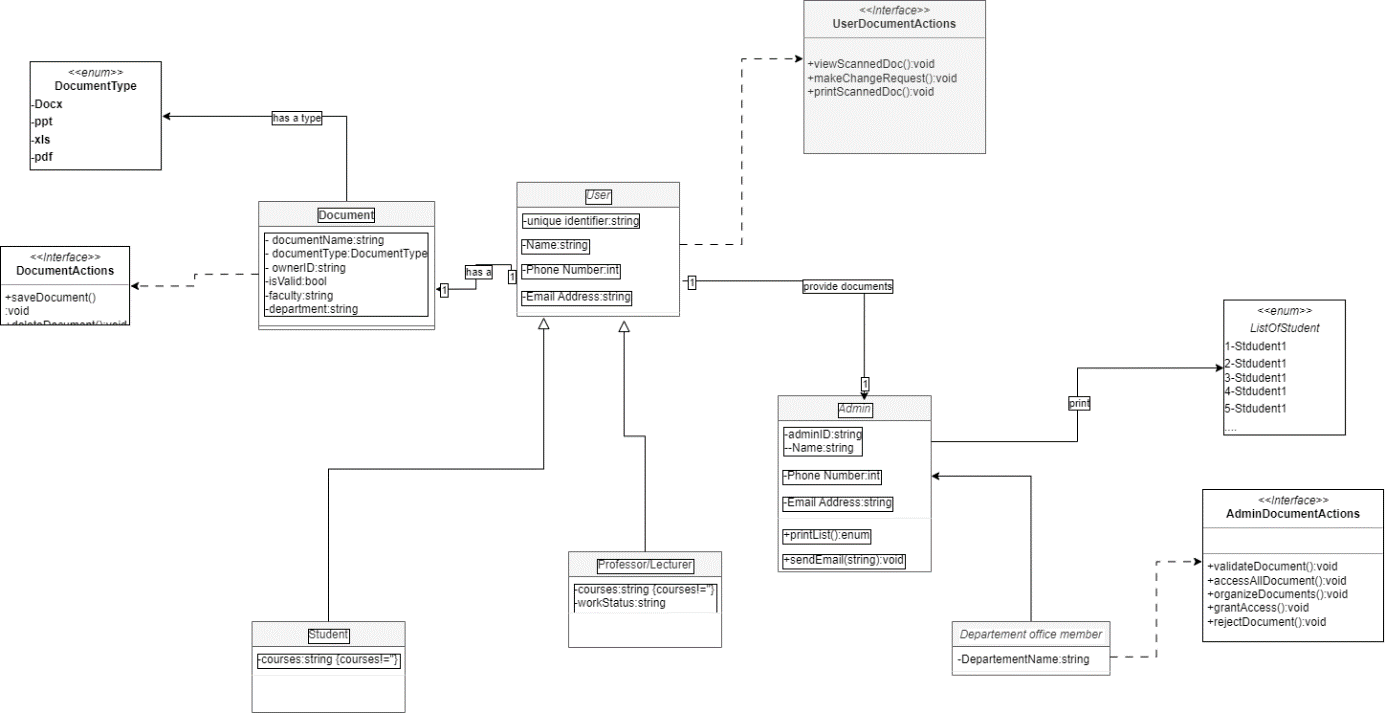 <<Interface>>
UserDocumentActions
+viewScannedDoc():void
+makeChangeRequest():void
+printScannedDoc():void
<<enum>>
DocumentType
-Docx
-ppt
-xls
-pdf
has a type
Document
- documentName:string
- documentType:DocumentType
- ownerID:string
-isValid:bool
-faculty:string
-department:string
<<Interface>>
DocumentActions
+saveDocument()
:void
+deleteDocument():void
User
-unique identifier:string
-Name:string
-Phone Number:int
-Email Address:string
has a
1
1
1
provide documents
1
Admin
-adminID:string
--Name:string
-Phone Number:int
-Email Address:string
+printList():enum
+sendEmail(string):void
print
<<enum>>
ListOfStudent
1-Stdudent1
2-Stdudent1
3-Stdudent1
4-Stdudent1
5-Stdudent1
....
<<Interface>>
AdminDocumentActions
+validateDocument():void
+accessAllDocument():void
+organizeDocuments():void
+grantAccess():void
+rejectDocument():void
Professor/Lecturer
-courses:string {courses!=''}
-workStatus:string
Student
-courses:string {courses!=''}
Departement office member
-DepartementName:string